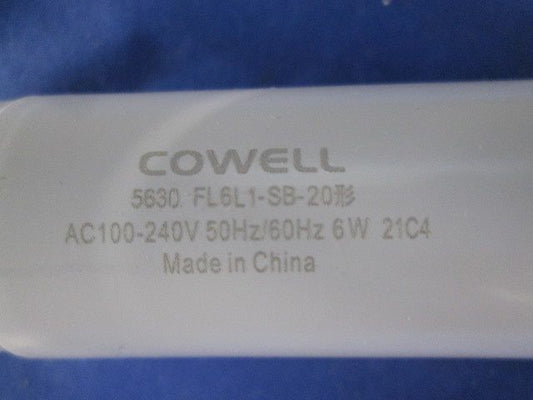 COWELL
5630 FL6L1-SB-20形
AC100-240V 50Hz/60Hz 6W 21C4
Made in China